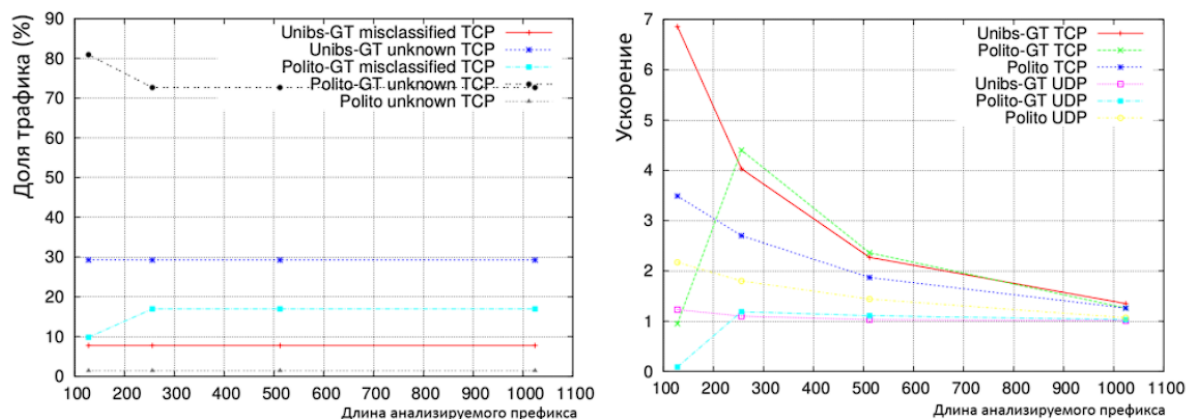 Доля трафика (%)
90
80
70
60
50
40
30
20
10
0
Unibs-GT misclassified TCP
Unibs-GT unknown TCP
Polito-GT misclassified TCP
Polito-GT unknown TCP
Polito unknown TCP
100 200 300 400 500 600 700 800 900 1000 1100
Длина анализируемого префикса
Ускорение
7
6
5
4
3
2
1
0
Unibs-GT TCP
Polito-GT TCP
Polito TCP
Unibs-GT UDP
Polito-GT UDP
Polito UDP
100 200 300 400 500 600 700 800 900 1000 1100
Длина анализируемого префикса